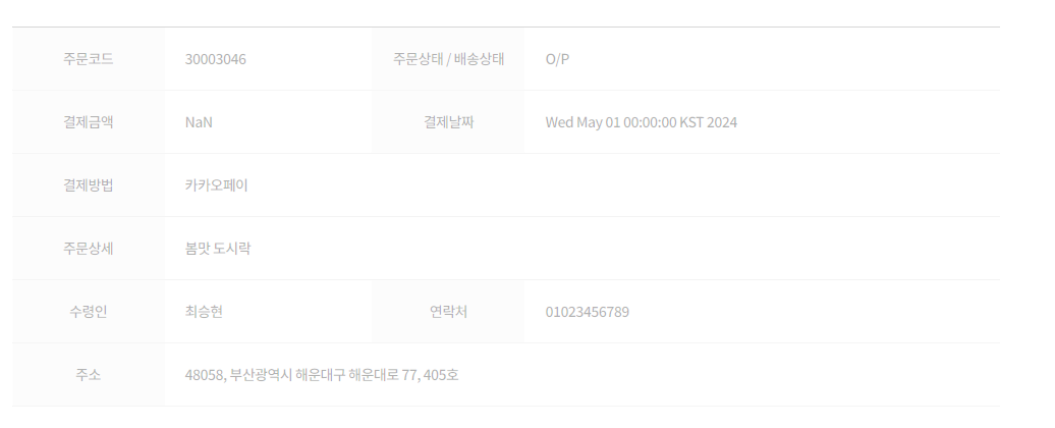 주문코드 30003046 주문상태 / 배송상태 O/P
결제금액 NaN 결제날짜 Wed May 01 00:00:00 KST 2024
결제방법 카카오페이
주문상세 봄맛 도시락
수령인 최승현 연락처 01023456789
주소 48058, 부산광역시 해운대구 해운대로 77, 405호